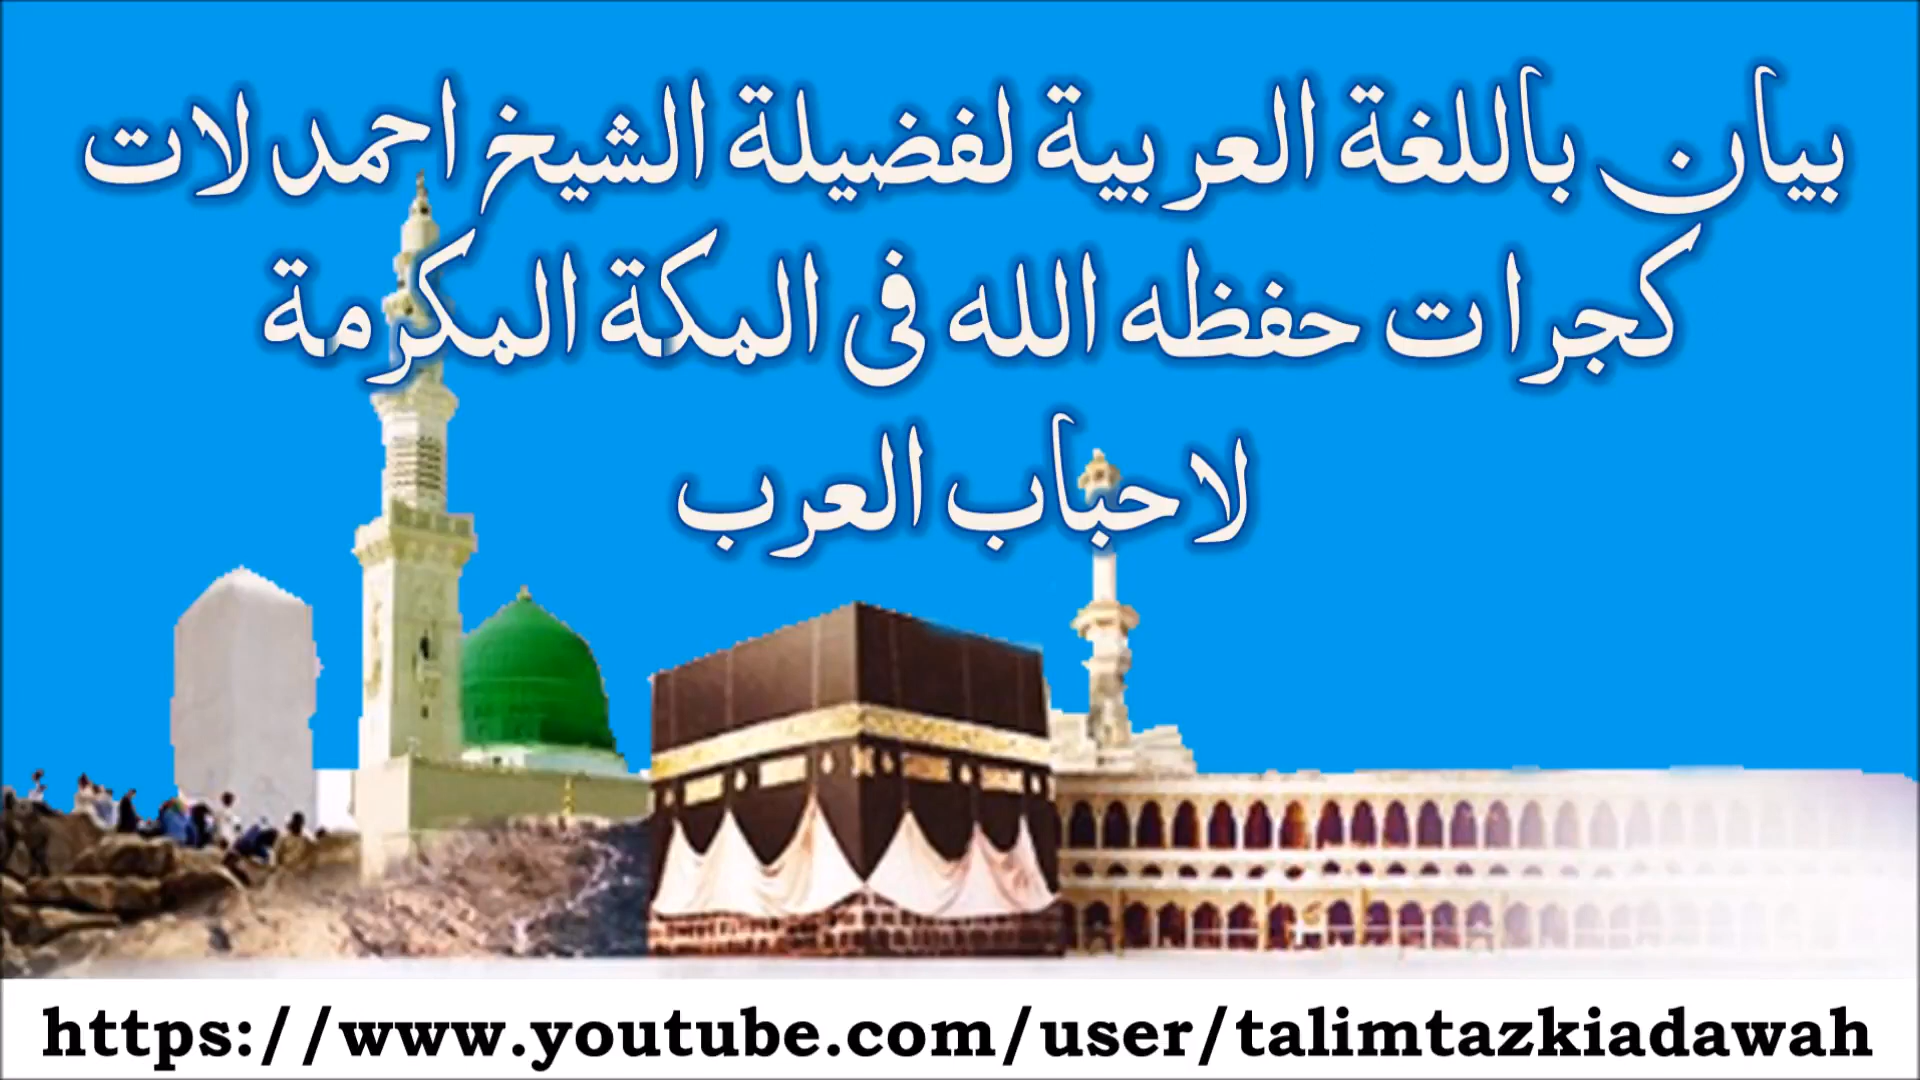 بيان باللغة العربية لفضيلة الشيخ احمد لات
كجرات حفظه الله فى المكة المكرمة
لاحباب العرب
https://www.youtube.com/user/talimtazkiadawah